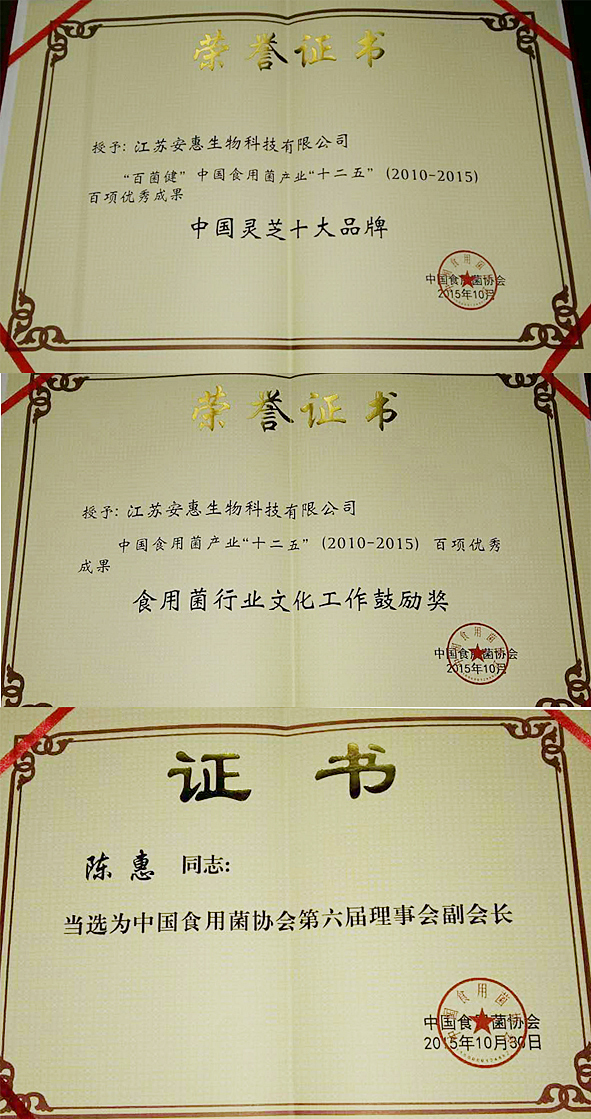 荣誉证书
授予: 江苏安惠生物科技有限公司
“百菌健” 中国食用菌产业“十二五” (2010-2015)
百项优秀成果
中国灵芝十大品牌
中国食用菌协会
2015年10月
荣誉证书
授予: 江苏安惠生物科技有限公司
中国食用菌产业“十二五” (2010-2015) 百项优秀
成果
食用菌行业文化工作鼓励奖
中国食用菌协会
2015年10月
证书
陈惠 同志:
当选为中国食用菌协会第六届理事会副会长
中国食用菌协会
2015年10月30日